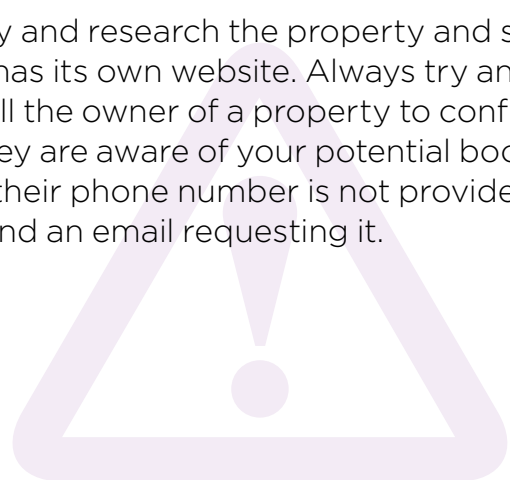 y and research the property and s
has its own website. Always try an
ll the owner of a property to conf
ey are aware of your potential boo
their phone number is not provide
nd an email requesting it.